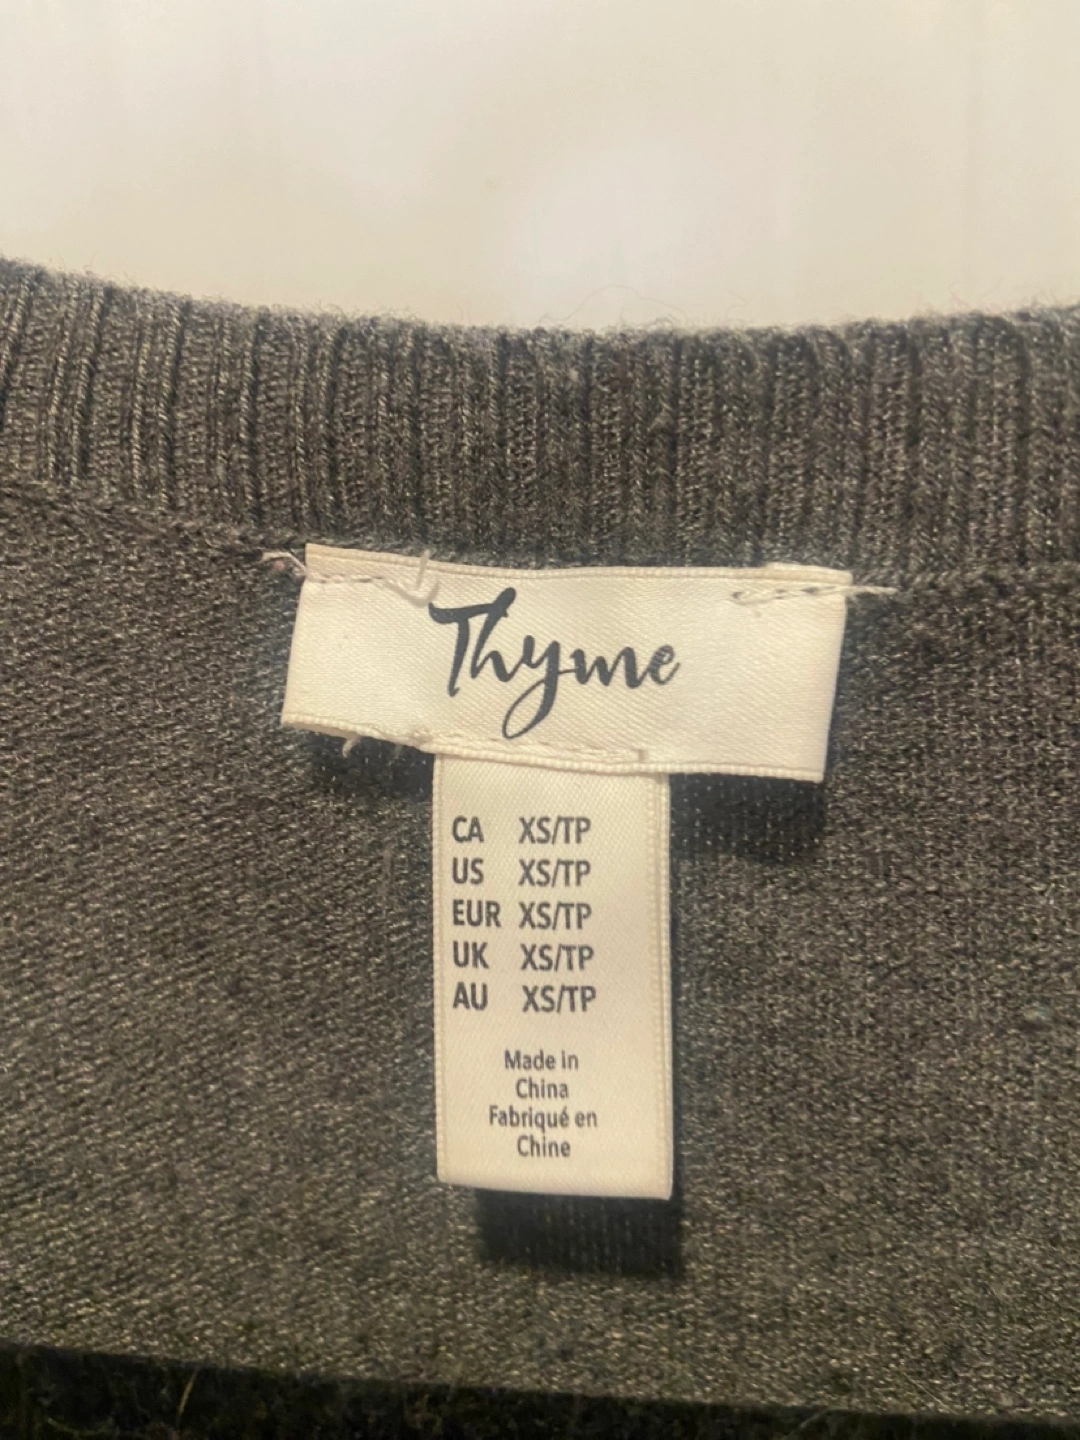 Thyme
CA XS/TP
US XS/TP
EUR XS/TP
UK XS/TP
AU XS/TP
Made in
China
Fabriqué en
Chine